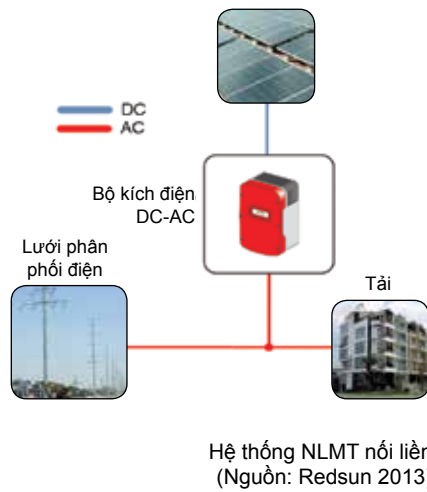 DC
AC
Bộ kích điện
DC-AC
Lưới phân
phối điện
Tải
Hệ thống NLMT nối liền
(Nguồn: Redsun 2013